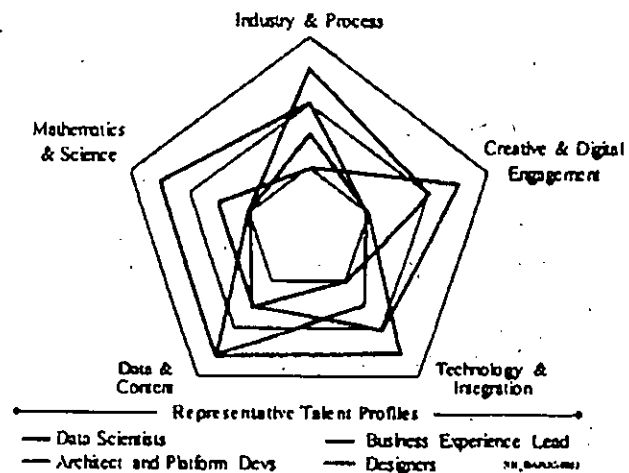 Industry & Process
Mathematics
& Science
Creative & Digital
Engagement
Data &
Content
Technology &
Integration
Representative Talent Profiles
Data Scientists
Business Experience Lead
Architect and Platform Devs
Designers